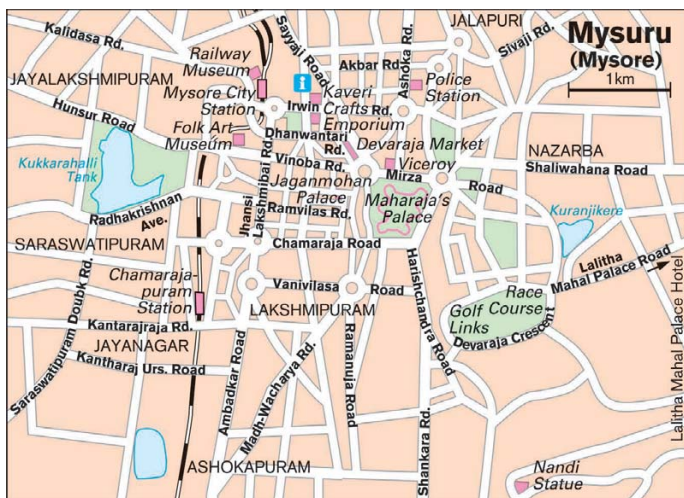 JALAPURI
Kalidasa Rd.
Sayyaji Road
Sivaji Rd.
Mysuru
(Mysore)
1km
Railway
Museum
Akbar Rd.
Ashoka Rd.
Police
Station
JAYALAKSHMIPURAM
Mysore City
Station
i
Kaveri
Crafts
Emporium
Irwin Rd.
Hunsur Road
Folk Art
Museum
Dhanwantari
Rd.
Devaraja Market
NAZARBA
Kukkarahalli
Tank
Vinoba Rd.
Viceroy
Mirza
Road
Shaliwahana Road
Jhansi
Lakshmibai Rd.
Jaganmohan
Palace
Maharaja's
Palace
Radhakrishnan
Ave.
Ramvilas Rd.
Kuranjikere
SARASWATIPURAM
Chamaraja Road
Lalitha
Mahal Palace Road
Chamaraja-
puram
Station
Vanivilasa Road
Harishchandra Road
Race
Course
Golf
Links
LAKSHMIPURAM
Kantarajraja Rd.
Devaraja Crescent
JAYANAGAR
Saraswatipuram Doubk Rd.
Kantharaj Urs. Road
Ambadkar Road
Madh-Wacharya Rd.
Ramanuja Road
Lalitha Mahal Palace Hotel
Shankara Rd.
ASHOKAPURAM
Nandi
Statue